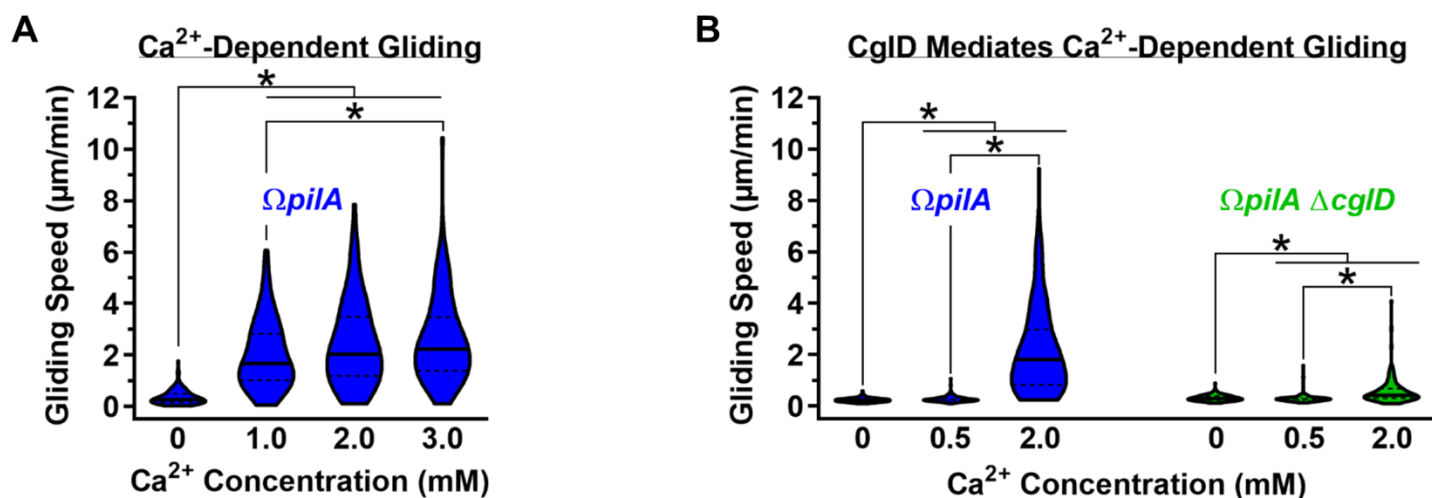 A
Ca²⁺-Dependent Gliding
*
*
ΩpilA
Gliding Speed (µm/min)
12
10
8
6
4
2
0
0 1.0 2.0 3.0
Ca²⁺ Concentration (mM)
B
CglD Mediates Ca²⁺-Dependent Gliding
*
*
ΩpilA
ΩpilA ΔcglD
*
*
Gliding Speed (µm/min)
12
10
8
6
4
2
0
0 0.5 2.0 0 0.5 2.0
Ca²⁺ Concentration (mM)